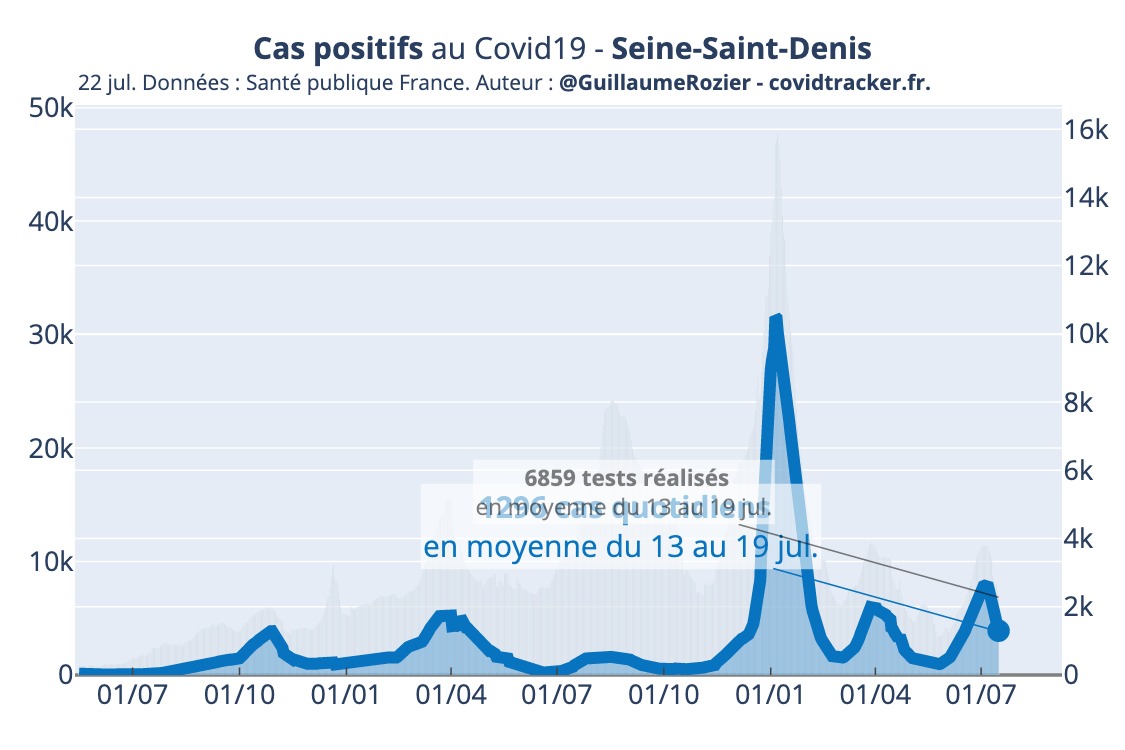 Cas positifs au Covid19 - Seine-Saint-Denis
22 jul. Données : Santé publique France. Auteur : @GuillaumeRozier - covidtracker.fr.
50k
40k
30k
20k
10k
0
16k
14k
12k
10k
8k
6k
4k
2k
0
6859 tests réalisés
en moyenne du 13 au 19 jul.
1296 cas quotidiens
en moyenne du 13 au 19 jul.
01/07 01/10 01/01 01/04 01/07 01/10 01/01 01/04 01/07